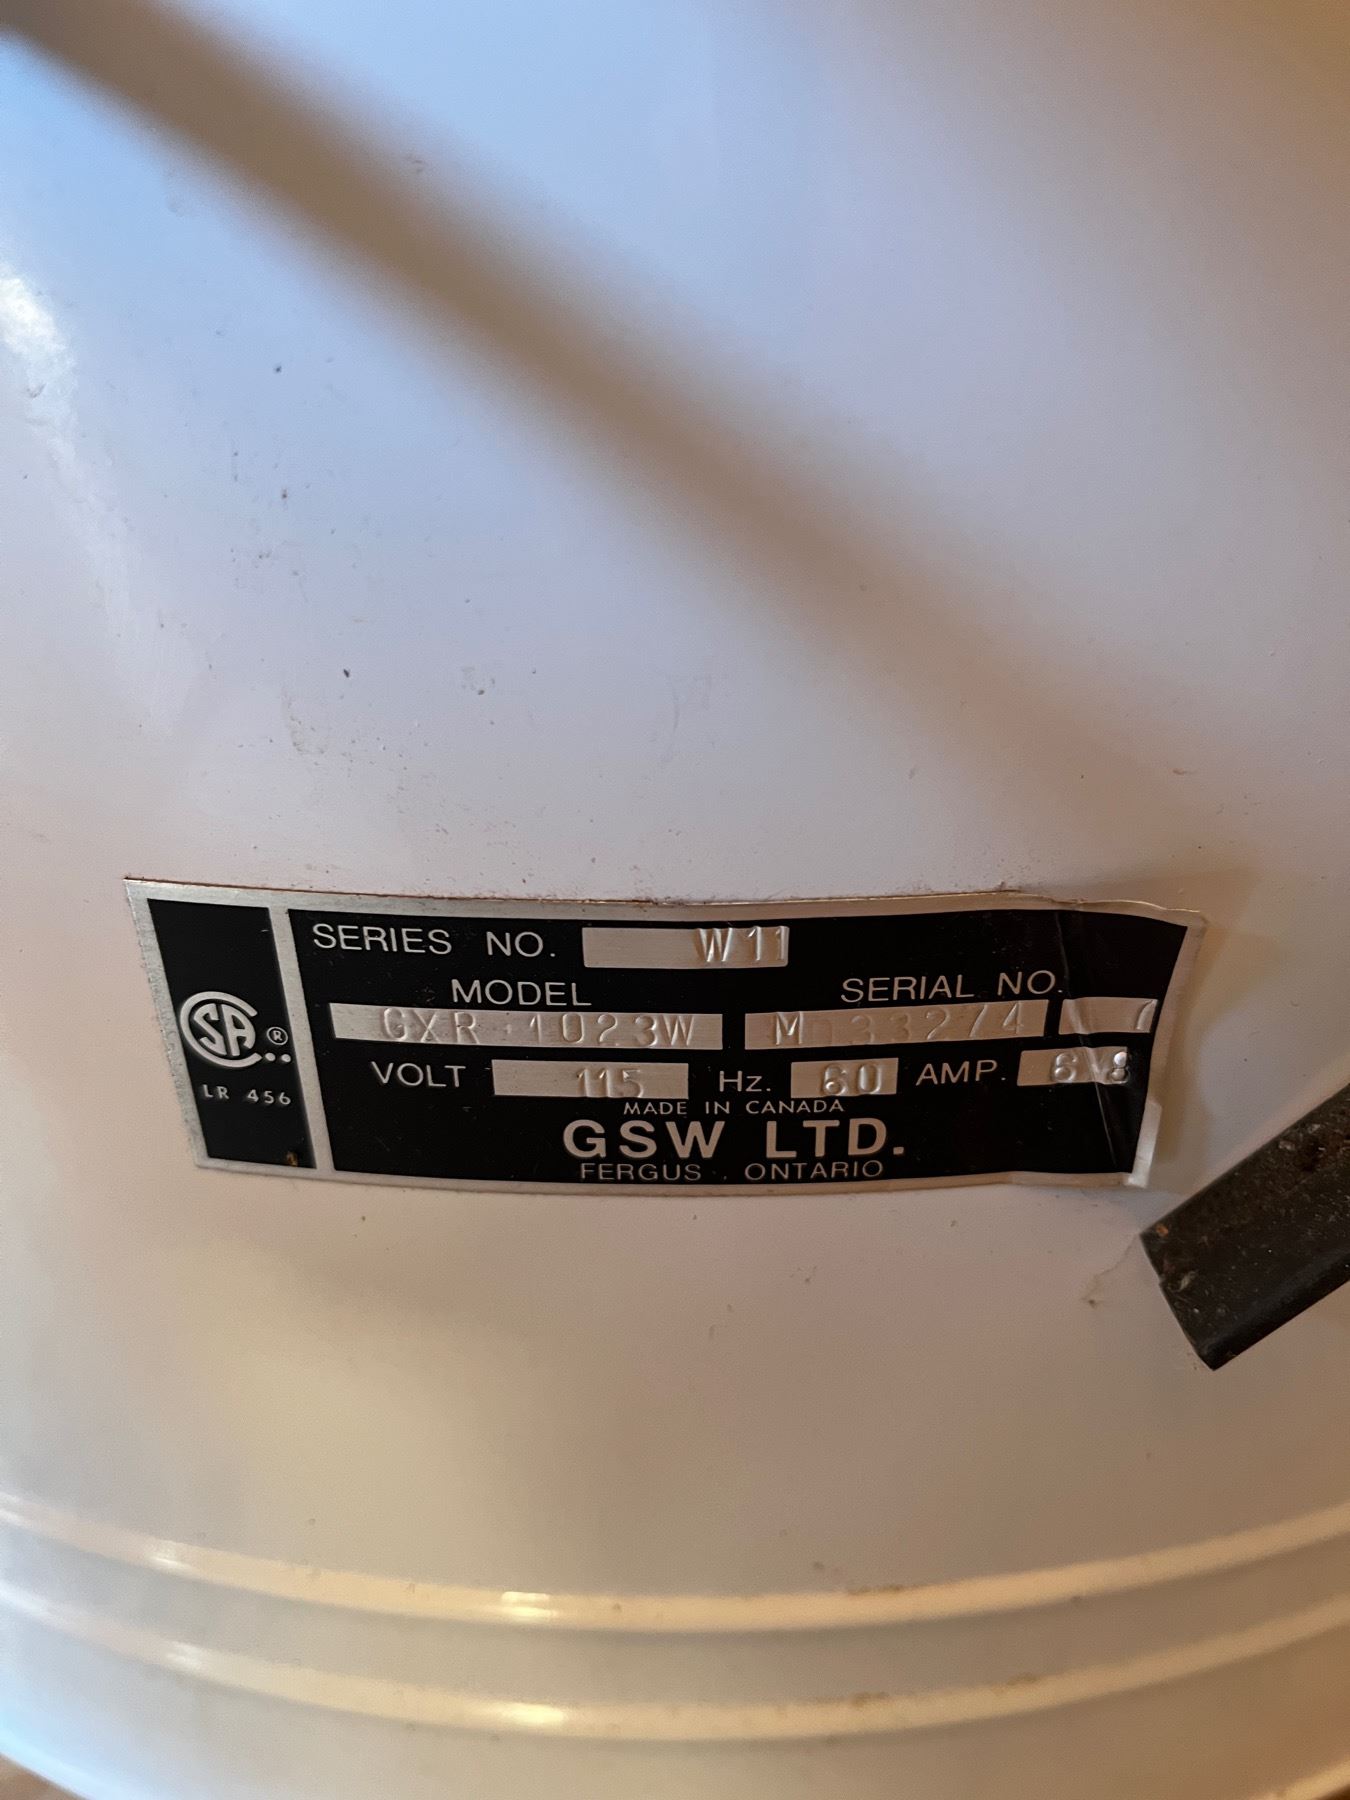 SERIES NO. W11
MODEL SERIAL NO.
GXR 1023W M 33274
VOLT 115 Hz. 60 AMP.
MADE IN CANADA
GSW LTD.
FERGUS, ONTARIO
SA ®
LR 456